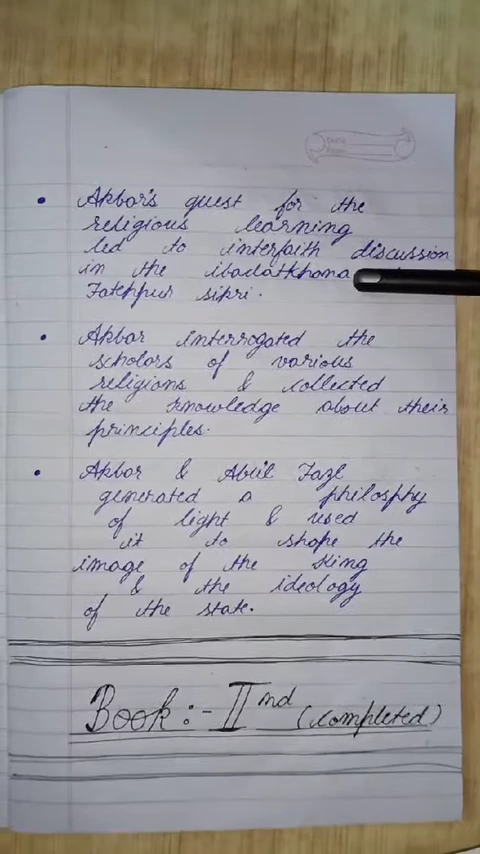 Akbar's quest for the
religious learning
led to interfaith discussion
in the ibadatkhana
Fatehpur sikri.
Akbar interrogated the
scholars of various
religions & collected
the knowledge about their
principles.
Akbar & Abúl Fazl
generated a philosphy
of light & used
it to shape the
image of the King
& the ideology
of the state.
Book:- IInd (completed)